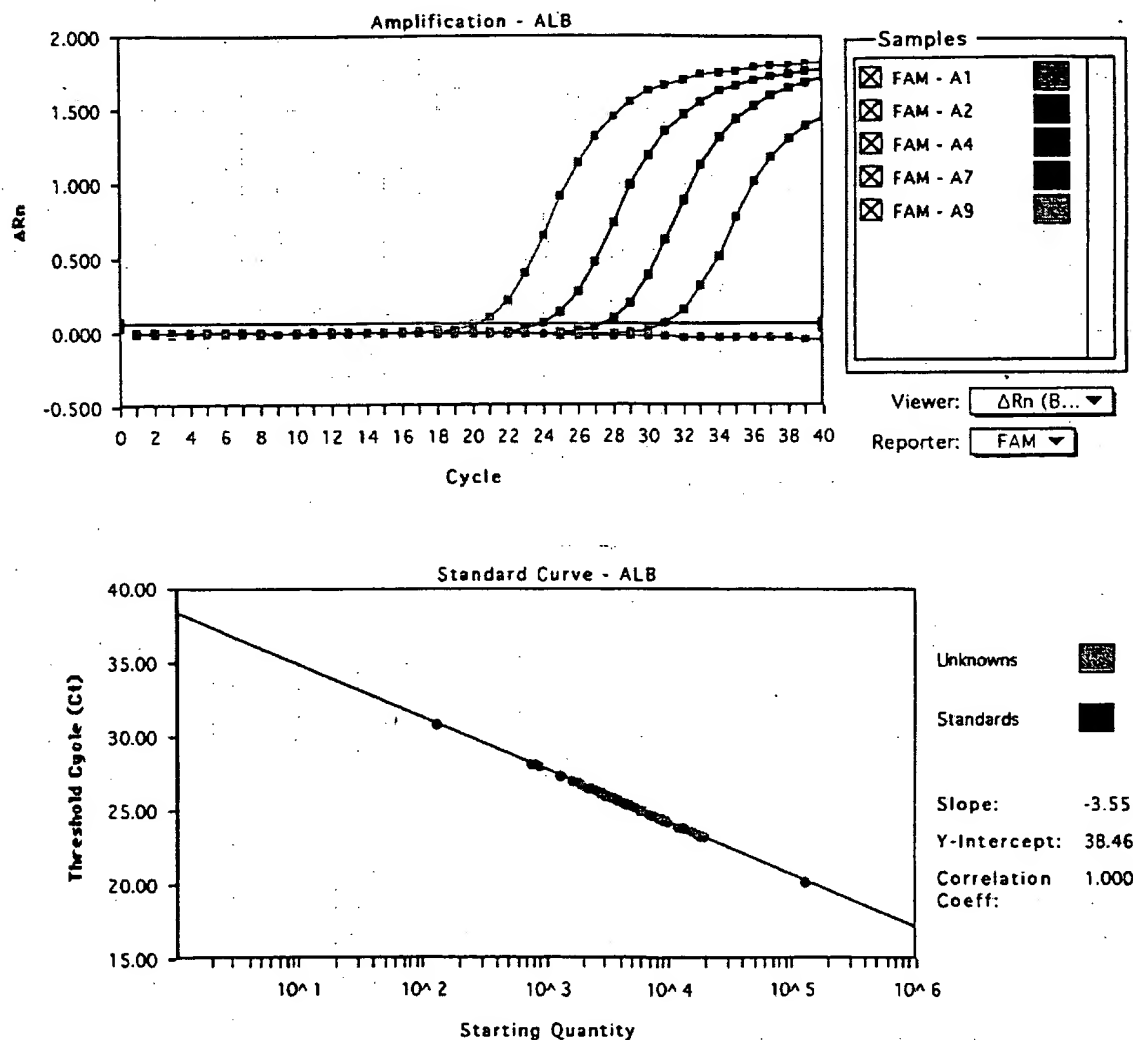 Amplification - ALB
2.000
1.500
1.000
0.500
0.000
-0.500
ΔRn
0 2 4 6 8 10 12 14 16 18 20 22 24 26 28 30 32 34 36 38 40
Cycle
Samples
FAM - A1
FAM - A2
FAM - A4
FAM - A7
FAM - A9
Viewer: ΔRn (B...
Reporter: FAM
Standard Curve - ALB
40.00
35.00
30.00
25.00
20.00
15.00
Threshold Cycle (Ct)
10^1 10^2 10^3 10^4 10^5 10^6
Starting Quantity
Unknowns
Standards
Slope: -3.55
Y-Intercept: 38.46
Correlation 1.000
Coeff: